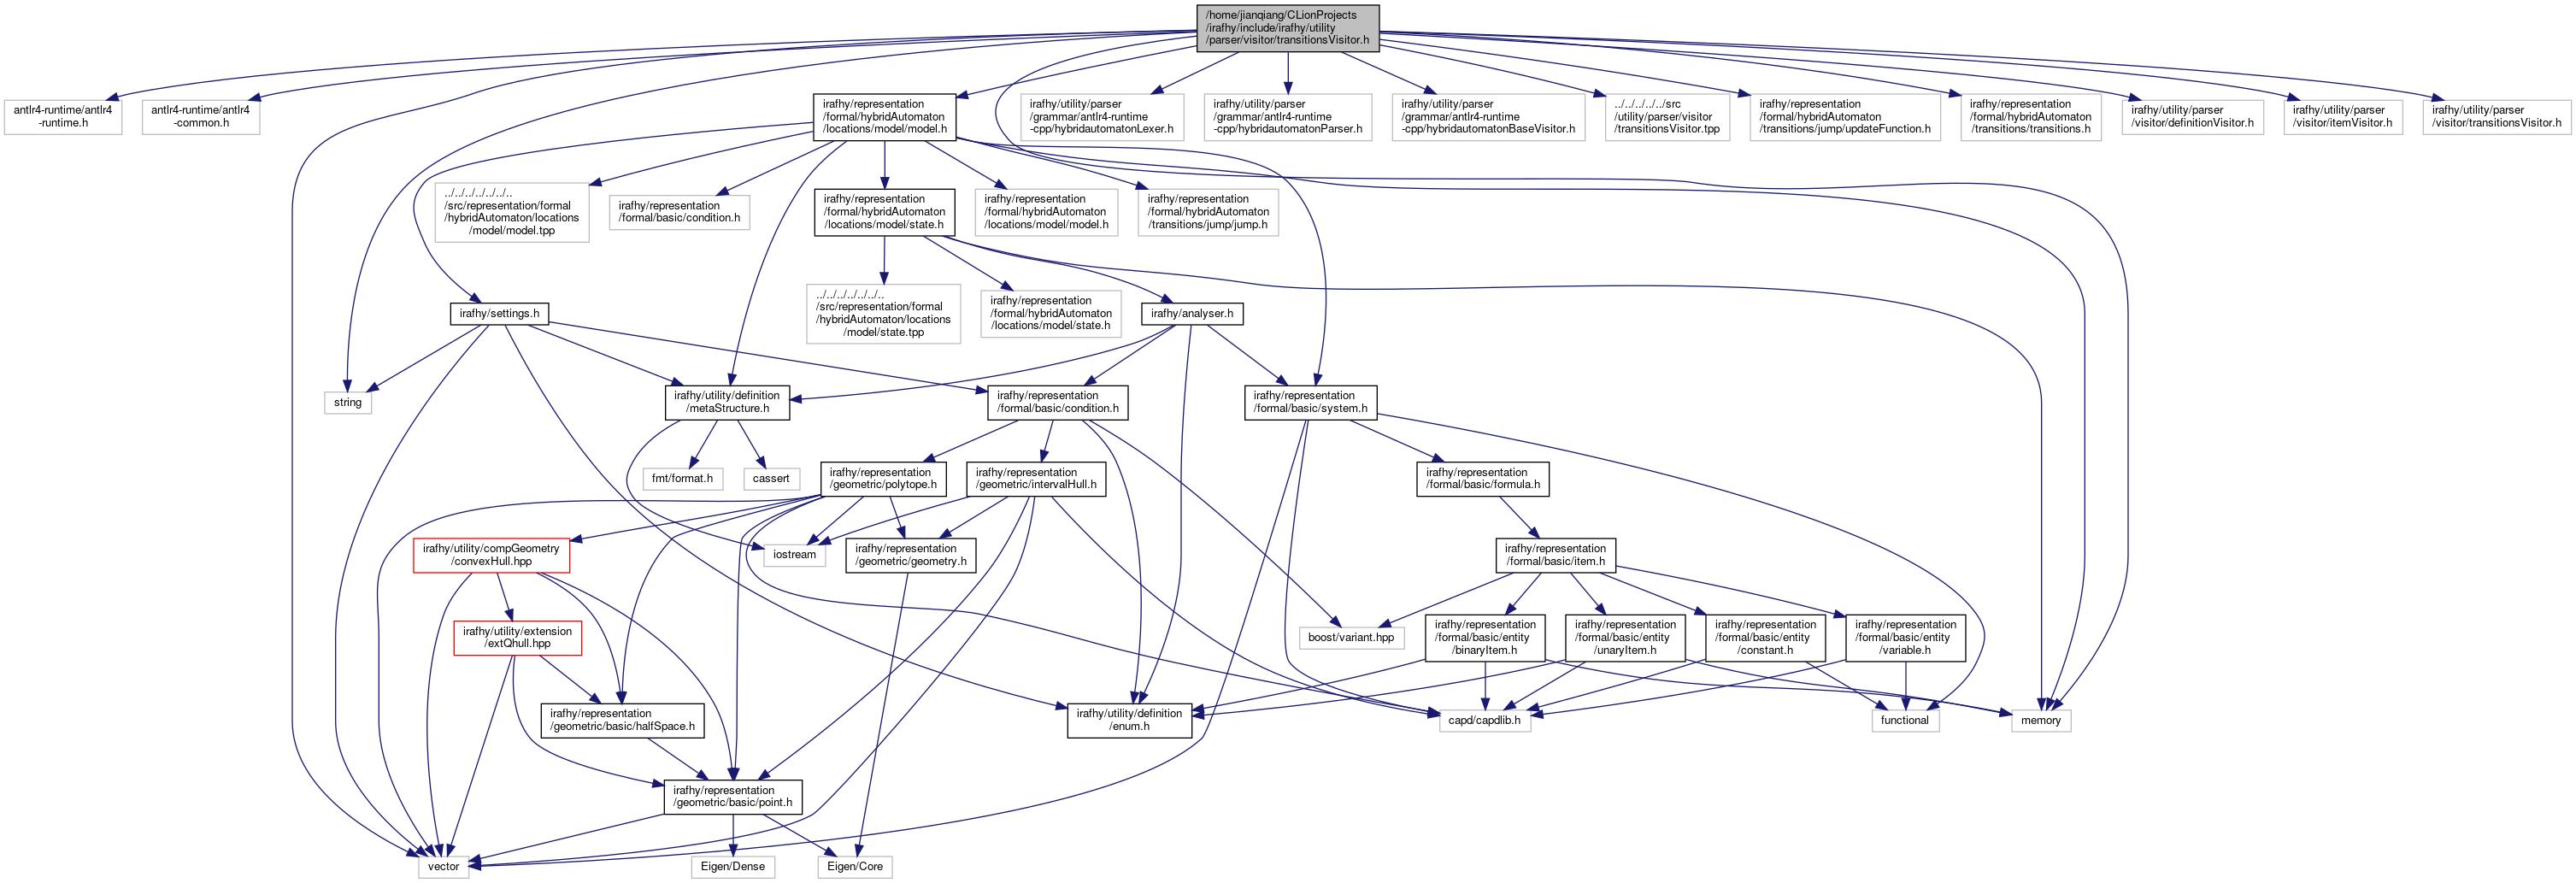 /home/jianqiang/CLionProjects
/irafhy/include/irafhy/utility
/parser/visitor/transitionsVisitor.h
antlr4-runtime/antlr4
-runtime.h
antlr4-runtime/antlr4
-common.h
irafhy/representation
/formal/hybridAutomaton
/locations/model/model.h
irafhy/utility/parser
/grammar/antlr4-runtime
-cpp/hybridautomatonLexer.h
irafhy/utility/parser
/grammar/antlr4-runtime
-cpp/hybridautomatonParser.h
irafhy/utility/parser
/grammar/antlr4-runtime
-cpp/hybridautomatonBaseVisitor.h
../../../../../src
/utility/parser/visitor
/transitionsVisitor.tpp
irafhy/representation
/formal/hybridAutomaton
/transitions/jump/updateFunction.h
irafhy/representation
/formal/hybridAutomaton
/transitions/transitions.h
irafhy/utility/parser
/visitor/definitionVisitor.h
irafhy/utility/parser
/visitor/itemVisitor.h
irafhy/utility/parser
/visitor/transitionsVisitor.h
../../../../../../..
/src/representation/formal
/hybridAutomaton/locations
/model/model.tpp
irafhy/representation
/formal/basic/condition.h
irafhy/representation
/formal/hybridAutomaton
/locations/model/state.h
irafhy/representation
/formal/hybridAutomaton
/locations/model/model.h
irafhy/representation
/formal/hybridAutomaton
/transitions/jump/jump.h
irafhy/settings.h
../../../../../../..
/src/representation/formal
/hybridAutomaton/locations
/model/state.tpp
irafhy/representation
/formal/hybridAutomaton
/locations/model/state.h
irafhy/analyser.h
string
irafhy/utility/definition
/metaStructure.h
irafhy/representation
/formal/basic/condition.h
irafhy/representation
/formal/basic/system.h
fmt/format.h
cassert
irafhy/representation
/geometric/polytope.h
irafhy/representation
/geometric/intervalHull.h
irafhy/representation
/formal/basic/formula.h
irafhy/utility/compGeometry
/convexHull.hpp
iostream
irafhy/representation
/geometric/geometry.h
irafhy/representation
/formal/basic/item.h
irafhy/utility/extension
/extQhull.hpp
boost/variant.hpp
irafhy/representation
/formal/basic/entity
/binaryItem.h
irafhy/representation
/formal/basic/entity
/unaryItem.h
irafhy/representation
/formal/basic/entity
/constant.h
irafhy/representation
/formal/basic/entity
/variable.h
irafhy/representation
/geometric/basic/halfSpace.h
irafhy/utility/definition
/enum.h
capd/capdlib.h
functional
memory
irafhy/representation
/geometric/basic/point.h
vector
Eigen/Dense
Eigen/Core